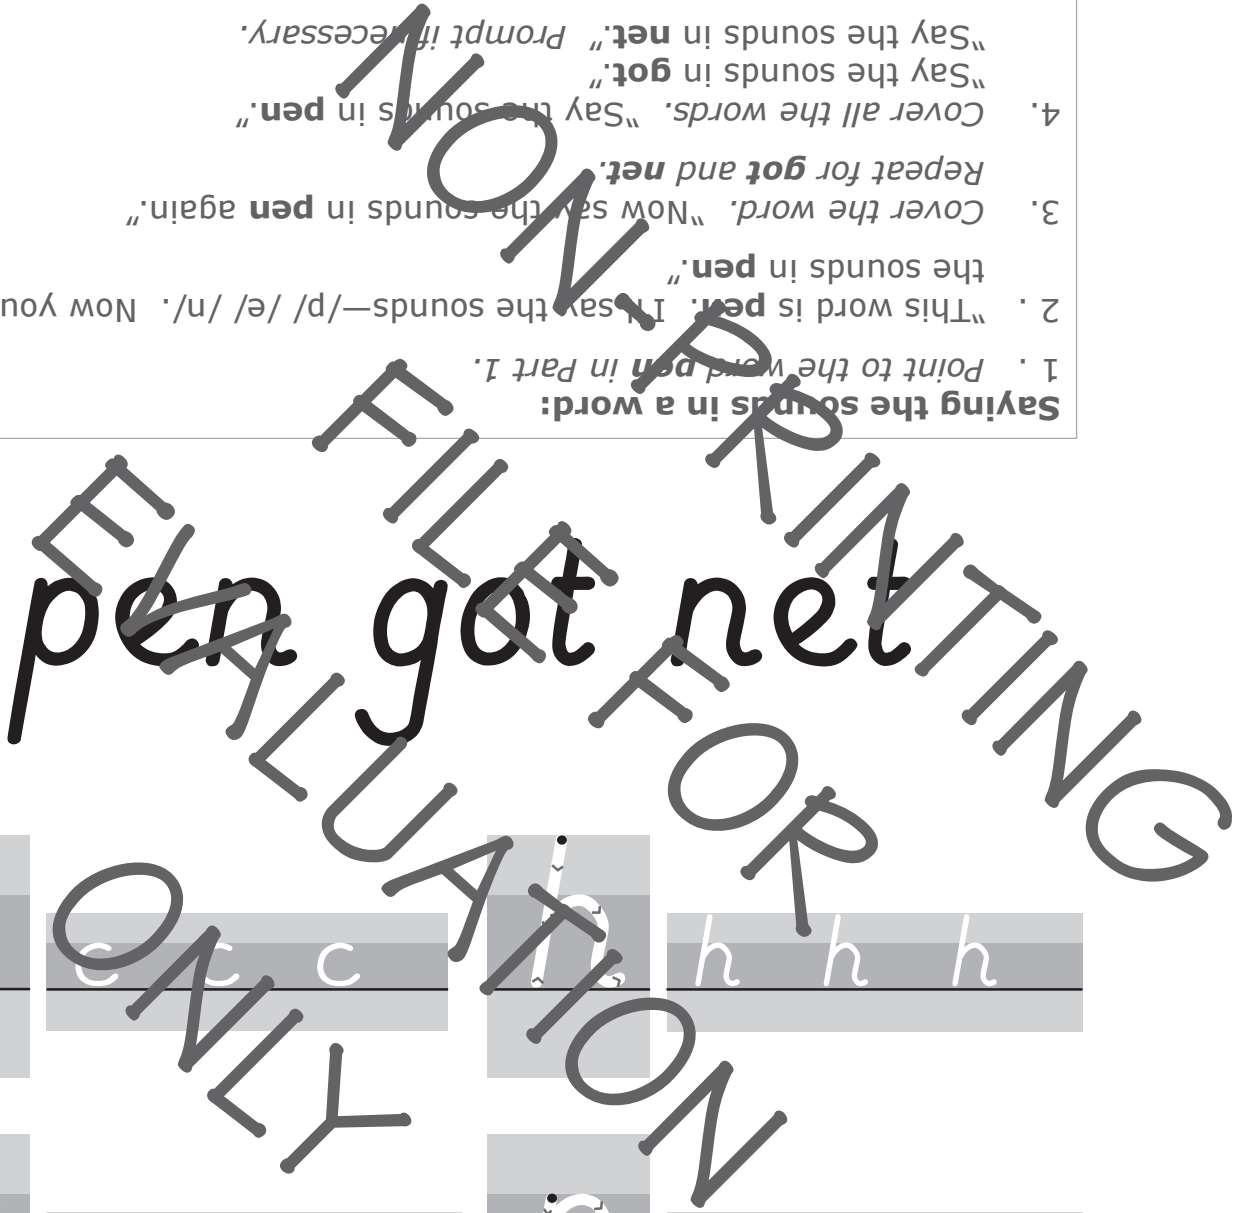 Saying the sounds in a word:
1. Point to the word pen in Part 1.
2. "This word is pen. I'll say the sounds—/p/ /e/ /n/. Now you
the sounds in pen."
3. Cover the word. "Now say the sounds in pen again."
Repeat for got and net.
4. Cover all the words. "Say the sounds in pen."
"Say the sounds in got."
"Say the sounds in net." Prompt if necessary.
pen got net
c c c h h h h
NON-PRINTING
FILE FOR
EVALUATION
ONLY